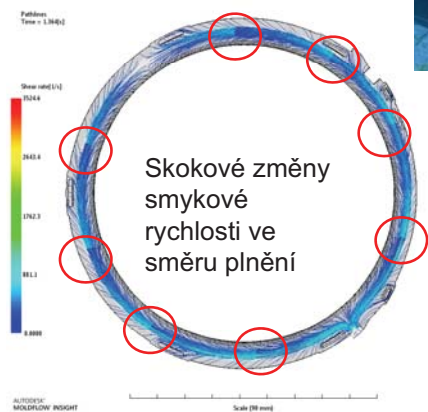 Pathlines
Time = 1.364[s]
Shear rate[1/s]
3524.6
2643.4
1762.3
881.1
0.0000
Skokové změny
smykové
rychlosti ve
směru plnění
AUTODESK®
MOLDFLOW® INSIGHT
Scale (90 mm)